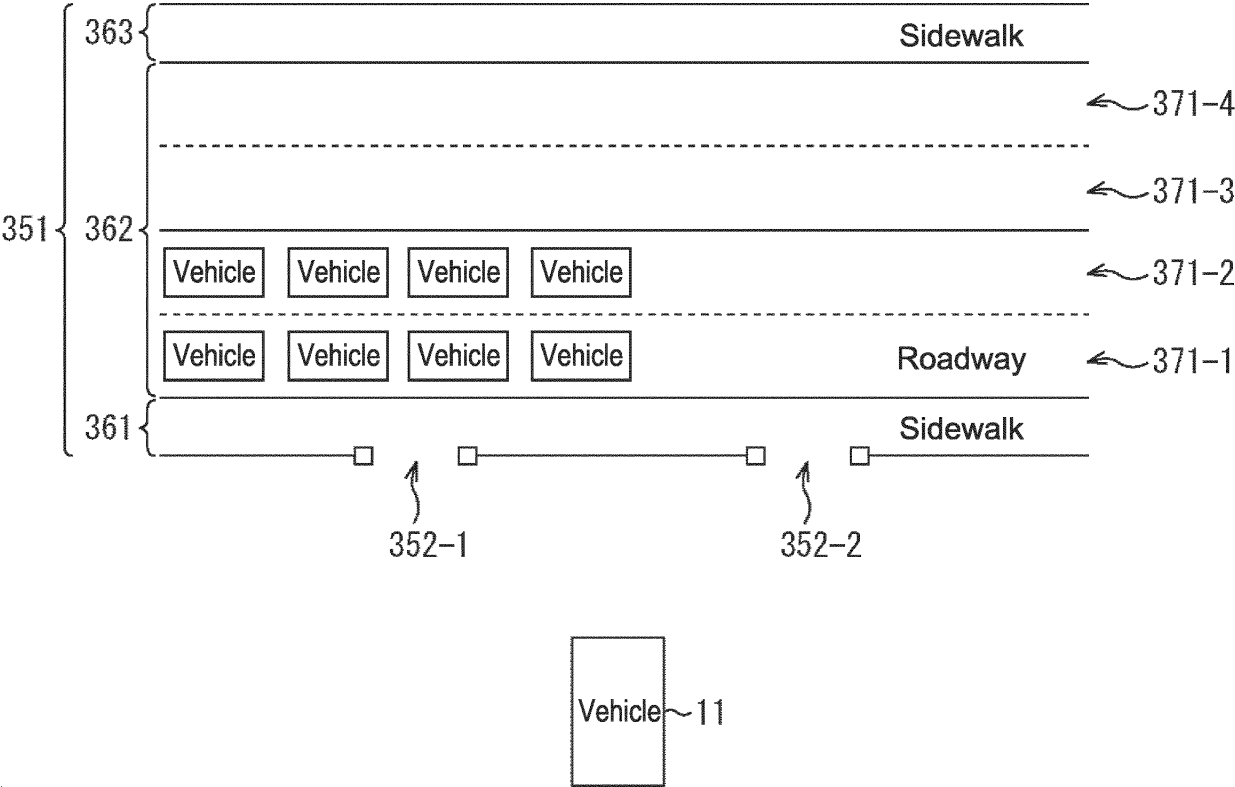 363 Sidewalk
371-4
371-3
351 362
Vehicle Vehicle Vehicle Vehicle 371-2
Vehicle Vehicle Vehicle Vehicle Roadway 371-1
361 Sidewalk
352-1 352-2
Vehicle 11